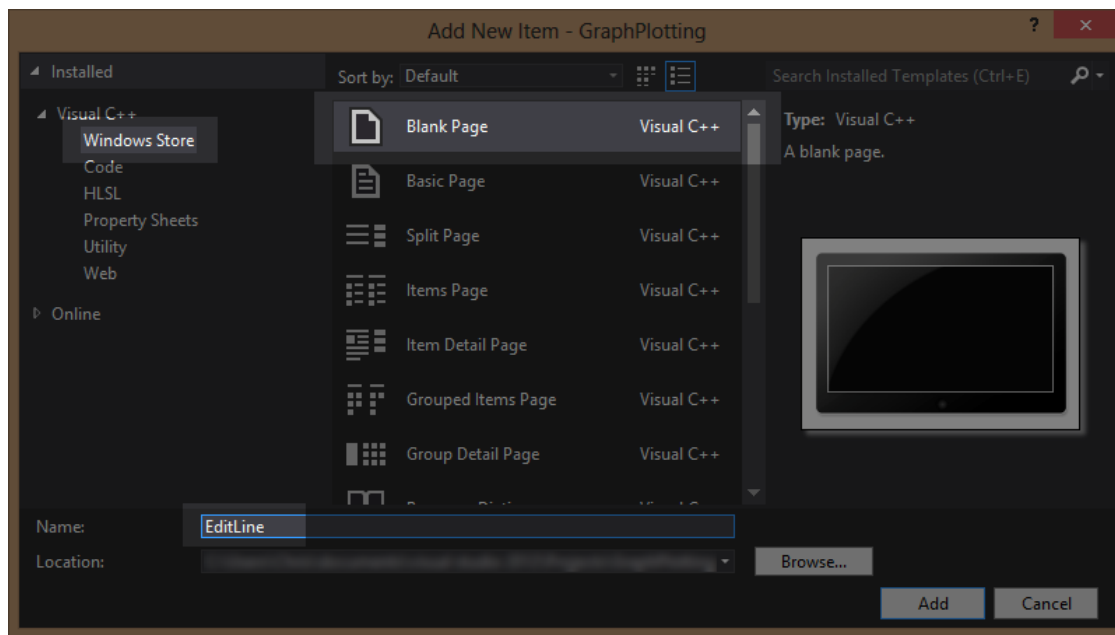 Add New Item - GraphPlotting
?
Installed
Sort by: Default
Search Installed Templates (Ctrl+E)
Visual C++
Windows Store
Code
HLSL
Property Sheets
Utility
Web
Online
Blank Page Visual C++
Basic Page Visual C++
Split Page Visual C++
Items Page Visual C++
Item Detail Page Visual C++
Grouped Items Page Visual C++
Group Detail Page Visual C++
Type: Visual C++
A blank page.
Name: EditLine
Location:
Browse...
Add Cancel